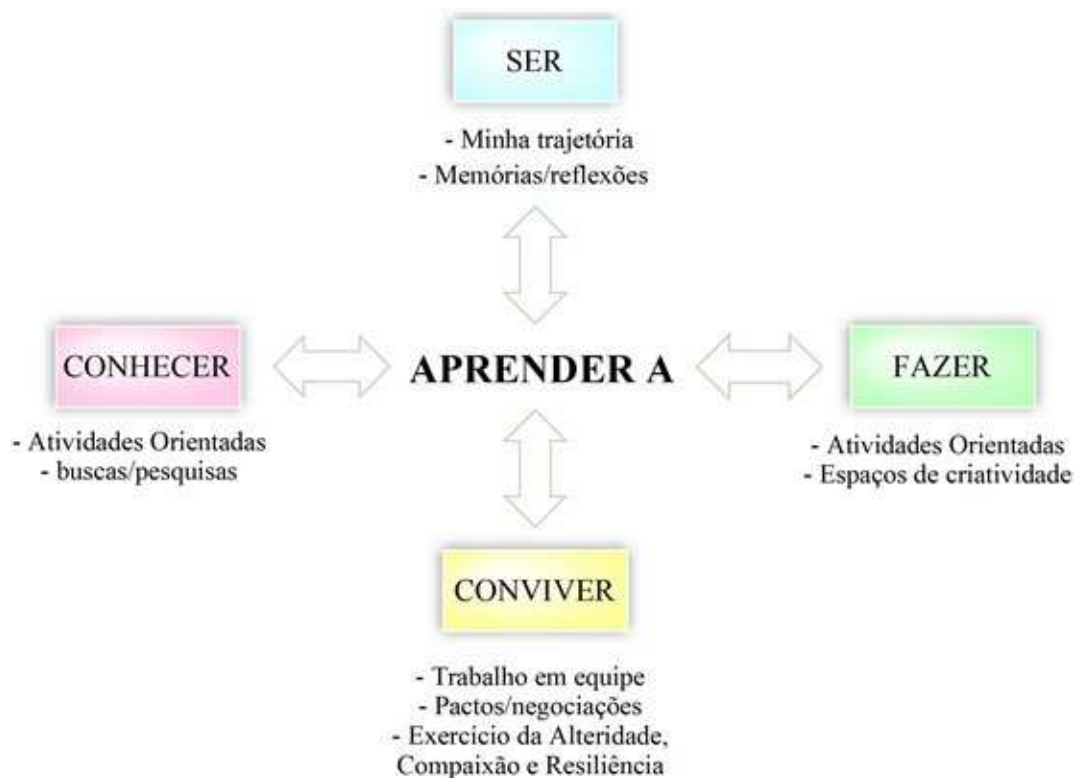 SER
- Minha trajetória
- Memórias/reflexões
CONHECER
APRENDER A
FAZER
- Atividades Orientadas
- buscas/pesquisas
- Atividades Orientadas
- Espaços de criatividade
CONVIVER
- Trabalho em equipe
- Pactos/negociações
- Exercício da Alteridade,
Compaixão e Resiliência